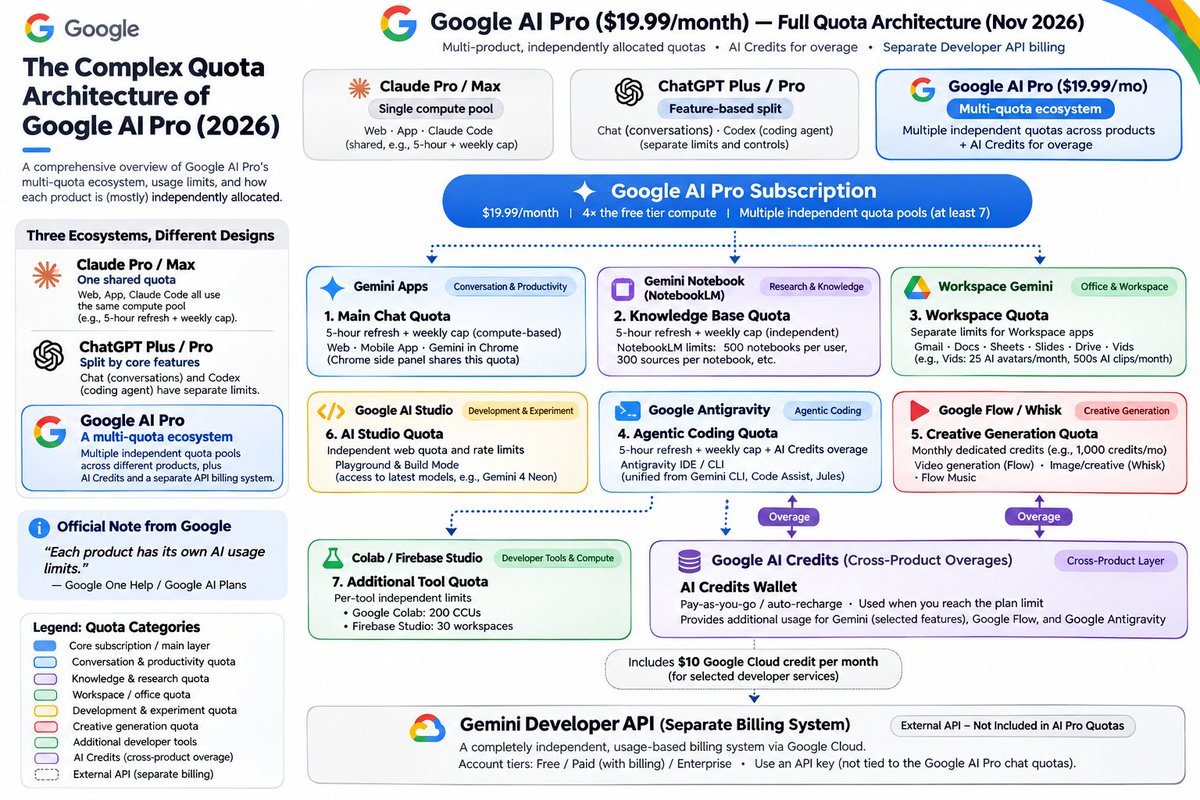 Google
The Complex Quota
Architecture of
Google AI Pro (2026)
A comprehensive overview of Google AI Pro's
multi-quota ecosystem, usage limits, and how
each product is (mostly) independently allocated.
Three Ecosystems, Different Designs
Claude Pro / Max
One shared quota
Web, App, Claude Code all use
the same compute pool
(e.g., 5-hour refresh + weekly cap).
ChatGPT Plus / Pro
Split by core features
Chat (conversations) and Codex
(coding agent) have separate limits.
Google AI Pro
A multi-quota ecosystem
Multiple independent quota pools
across different products, plus
AI Credits and a separate API billing system.
Official Note from Google
“Each product has its own AI usage
limits.”
— Google One Help / Google AI Plans
Legend: Quota Categories
Core subscription / main layer
Conversation & productivity quota
Knowledge & research quota
Workspace / office quota
Development & experiment quota
Creative generation quota
Additional developer tools
AI Credits (cross-product overage)
External API (separate billing)
Google AI Pro ($19.99/month) — Full Quota Architecture (Nov 2026)
Multi-product, independently allocated quotas • AI Credits for overage • Separate Developer API billing
Claude Pro / Max
Single compute pool
Web · App · Claude Code
(shared, e.g., 5-hour + weekly cap)
ChatGPT Plus / Pro
Feature-based split
Chat (conversations) · Codex (coding agent)
(separate limits and controls)
Google AI Pro ($19.99/mo)
Multi-quota ecosystem
Multiple independent quotas across products
+ AI Credits for overage
Google AI Pro Subscription
$19.99/month | 4× the free tier compute | Multiple independent quota pools (at least 7)
Gemini Apps
Conversation & Productivity
1. Main Chat Quota
5-hour refresh + weekly cap (compute-based)
Web · Mobile App · Gemini in Chrome
(Chrome side panel shares this quota)
Gemini Notebook
(NotebookLM)
Research & Knowledge
2. Knowledge Base Quota
5-hour refresh + weekly cap (independent)
NotebookLM limits: 500 notebooks per user,
300 sources per notebook, etc.
Workspace Gemini
Office & Workspace
3. Workspace Quota
Separate limits for Workspace apps
Gmail · Docs · Sheets · Slides · Drive · Vids
(e.g., Vids: 25 AI avatars/month, 500s AI clips/month)
Google AI Studio
Development & Experiment
6. AI Studio Quota
Independent web quota and rate limits
Playground & Build Mode
(access to latest models, e.g., Gemini 4 Neon)
Google Antigravity
Agentic Coding
4. Agentic Coding Quota
5-hour refresh + weekly cap + AI Credits overage
Antigravity IDE / CLI
(unified from Gemini CLI, Code Assist, Jules)
Google Flow / Whisk
Creative Generation
5. Creative Generation Quota
Monthly dedicated credits (e.g., 1,000 credits/mo)
Video generation (Flow) • Image/creative (Whisk)
• Flow Music
Overage
Overage
Colab / Firebase Studio
Developer Tools & Compute
7. Additional Tool Quota
Per-tool independent limits
• Google Colab: 200 CCUs
• Firebase Studio: 30 workspaces
Google AI Credits (Cross-Product Overages)
Cross-Product Layer
AI Credits Wallet
Pay-as-you-go / auto-recharge • Used when you reach the plan limit
Provides additional usage for Gemini (selected features), Google Flow, and Google Antigravity
Includes $10 Google Cloud credit per month
(for selected developer services)
Gemini Developer API (Separate Billing System)
External API – Not Included in AI Pro Quotas
A completely independent, usage-based billing system via Google Cloud.
Account tiers: Free / Paid (with billing) / Enterprise • Use an API key (not tied to the Google AI Pro chat quotas).